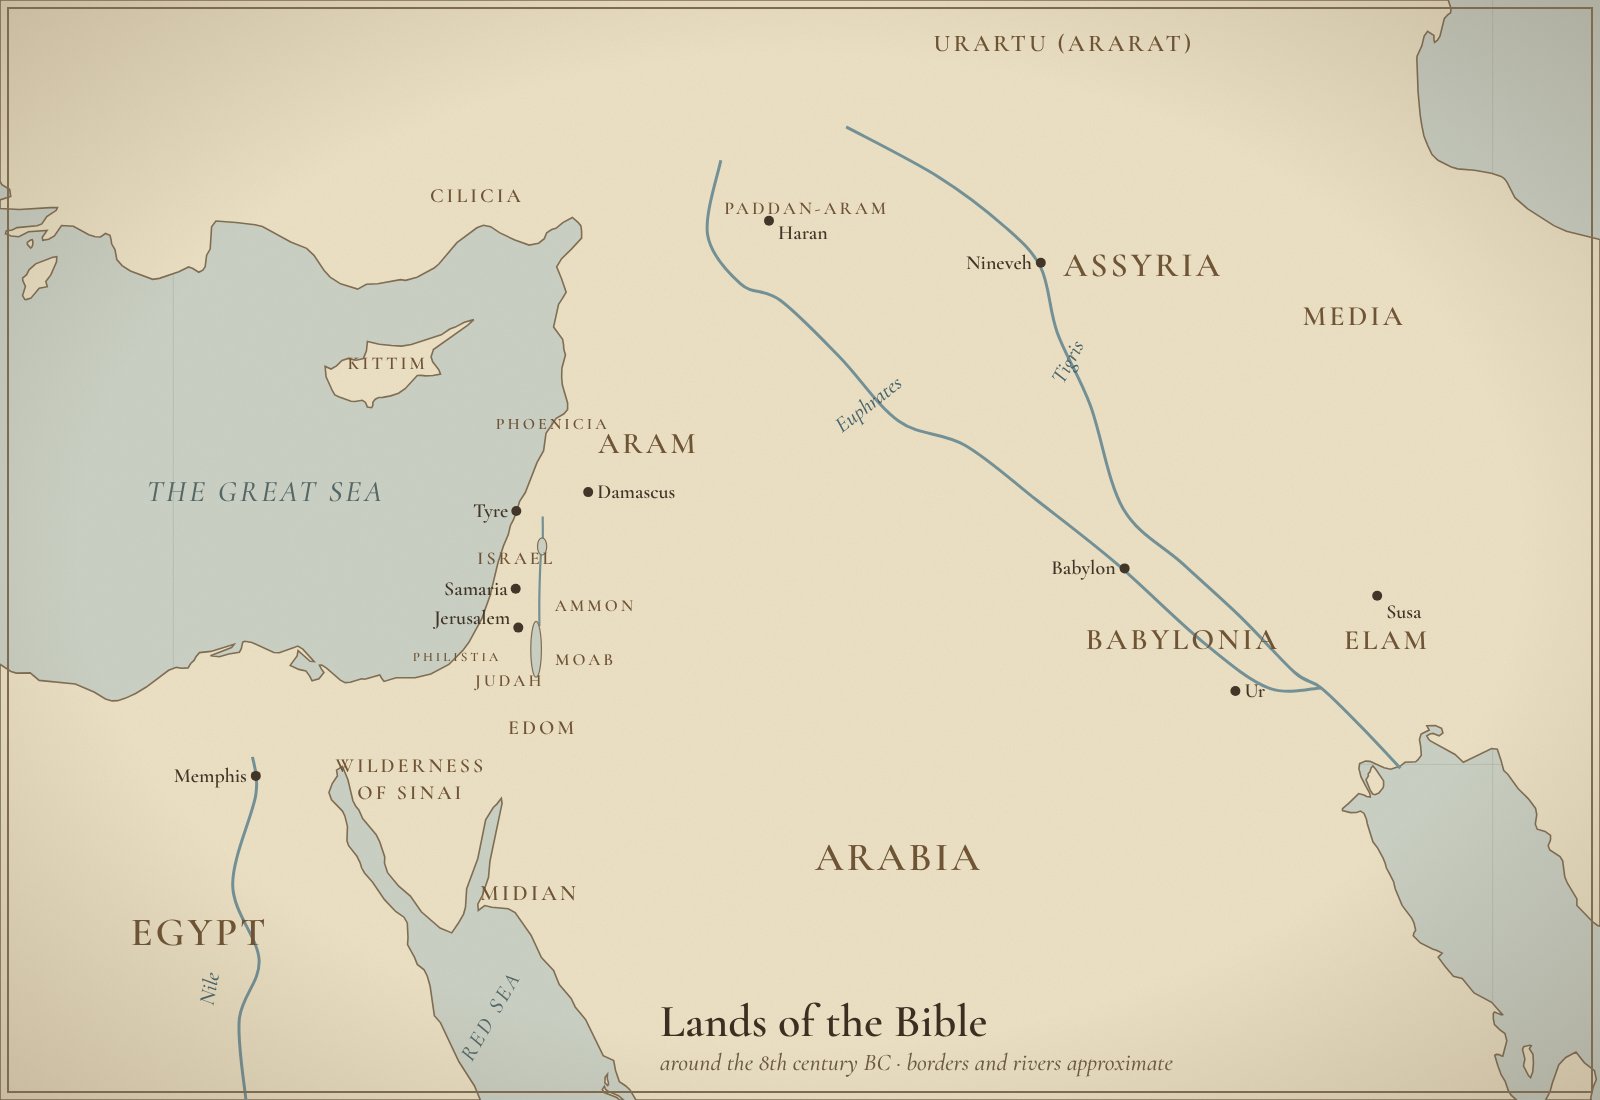 URARTU (ARARAT)
CILICIA
PADDAN-ARAM
Haran
Nineveh
ASSYRIA
MEDIA
Tigris
KITTIM
Euphrates
PHOENICIA
ARAM
THE GREAT SEA
Damascus
Tyre
ISRAEL
Babylon
Samaria
AMMON
Susa
Jerusalem
BABYLONIA
ELAM
PHILISTIA
MOAB
JUDAH
Ur
EDOM
WILDERNESS
OF SINAI
Memphis
ARABIA
MIDIAN
EGYPT
Nile
RED SEA
Lands of the Bible
around the 8th century BC · borders and rivers approximate